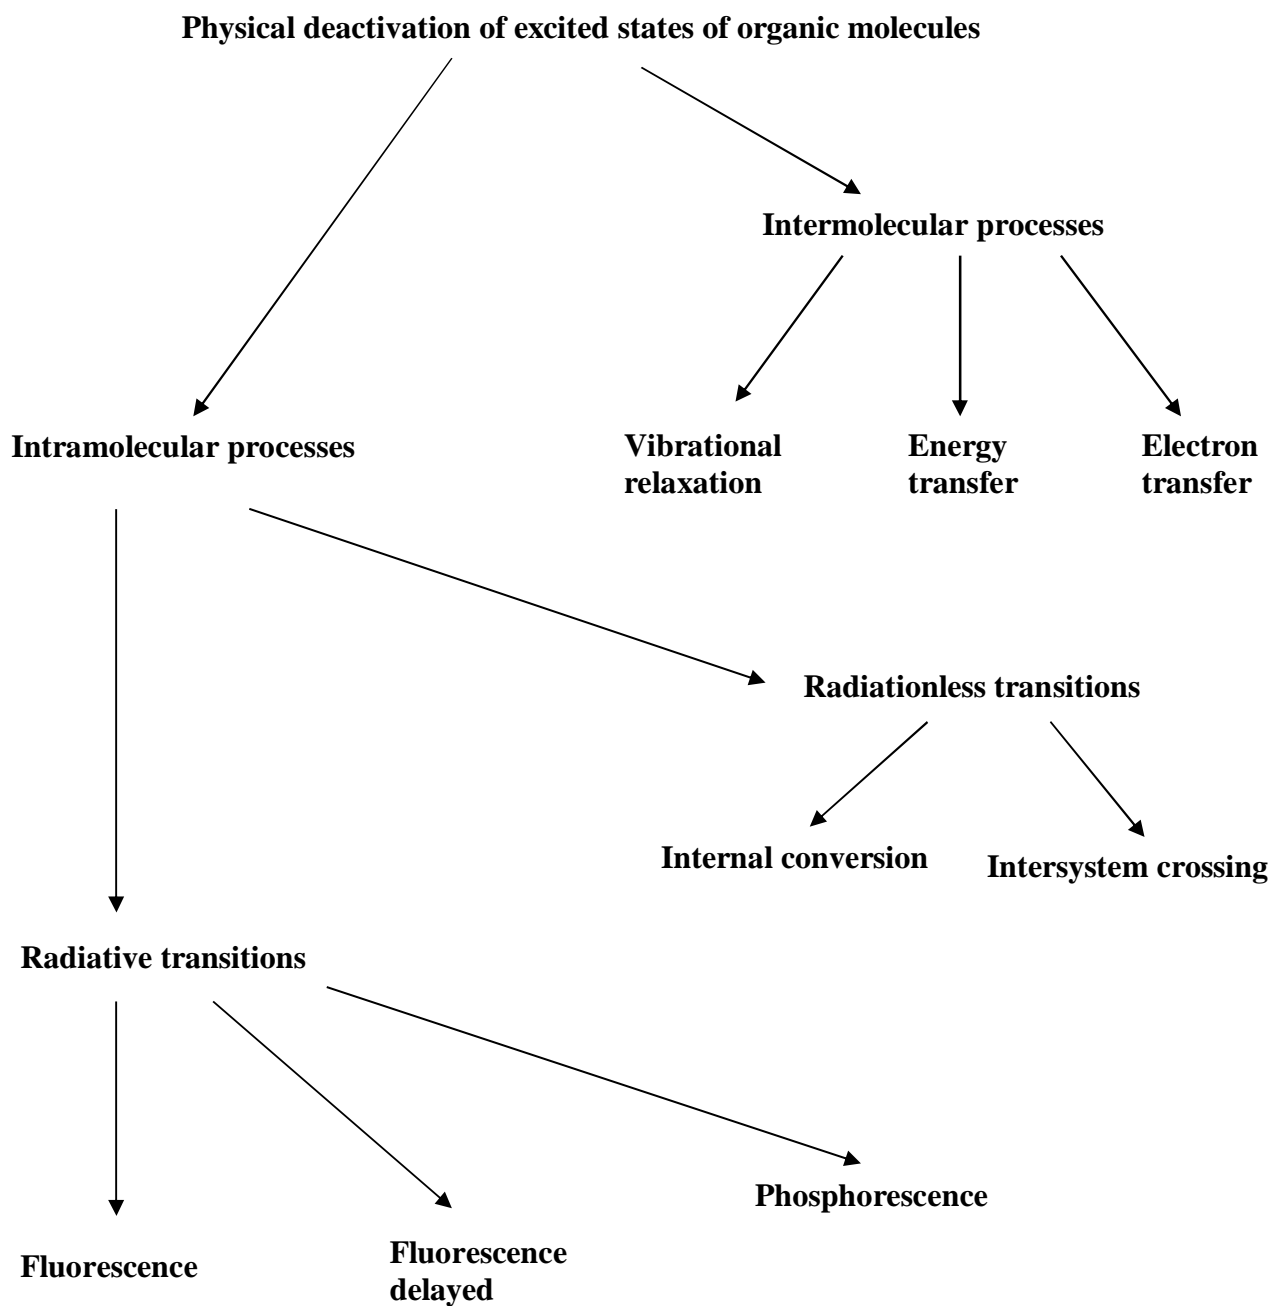 Physical deactivation of excited states of organic molecules
Intermolecular processes
Intramolecular processes
Vibrational
relaxation
Energy
transfer
Electron
transfer
Radiationless transitions
Internal conversion
Intersystem crossing
Radiative transitions
Phosphorescence
Fluorescence
Fluorescence
delayed